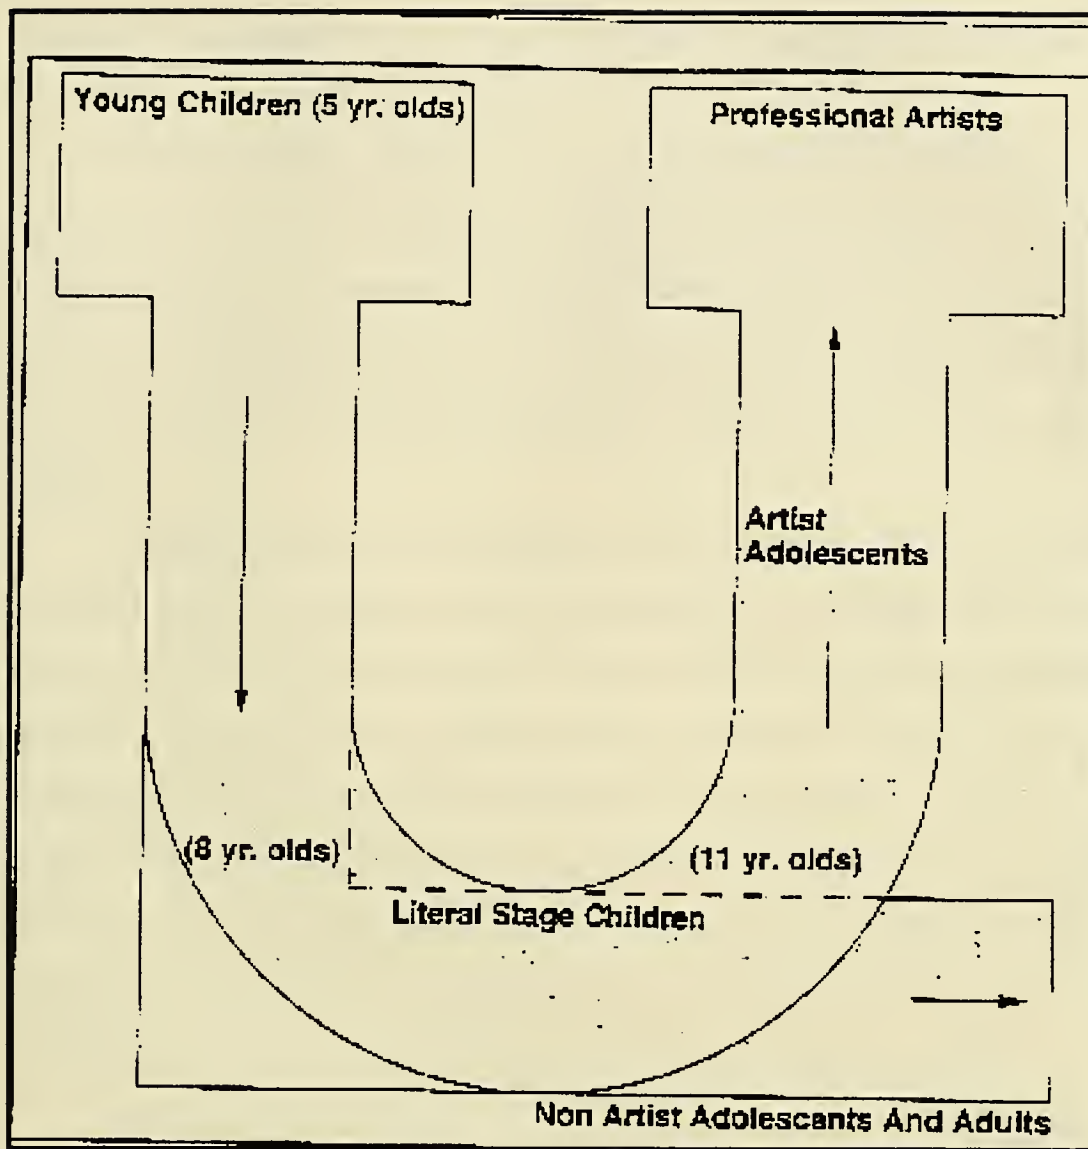 Young Children (5 yr. olds)
Professional Artists
Artist
Adolescents
(8 yr. olds)
(11 yr. olds)
Literal Stage Children
Non Artist Adolescants And Adults